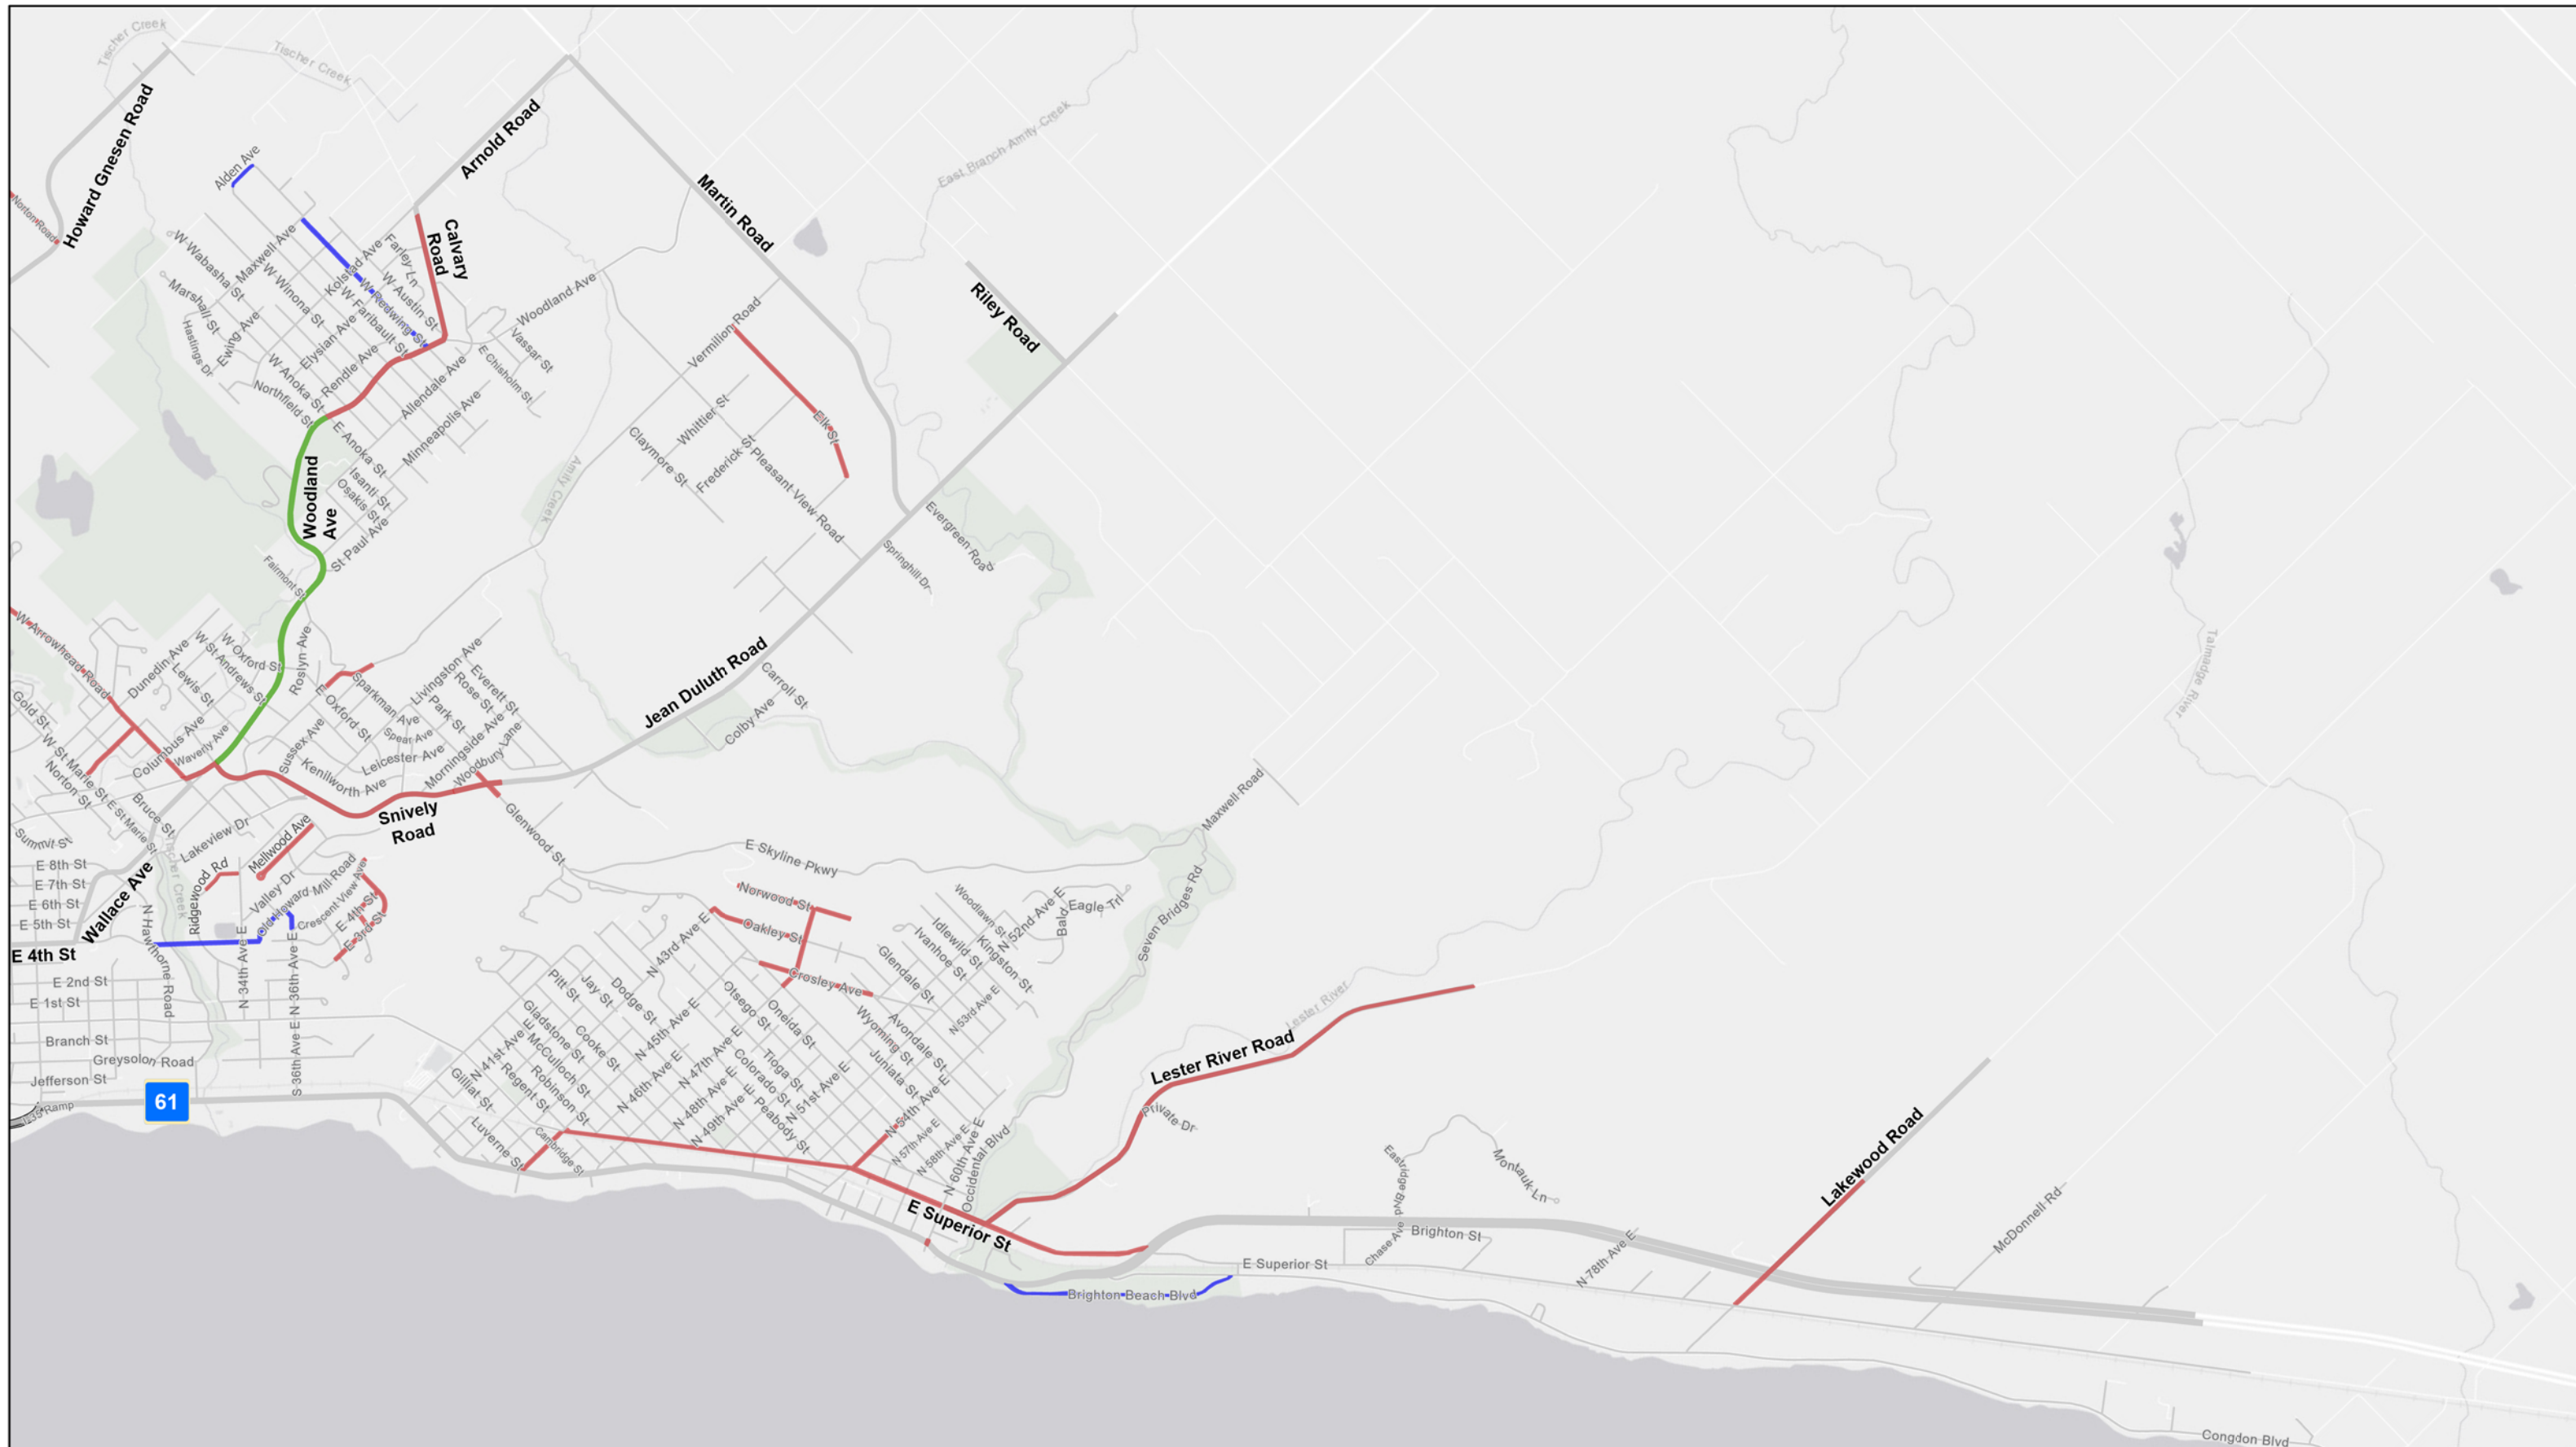 Tischer Creek
Tischer Creek
Howard Gnesen Road
Norton Road
Alden Ave
Arnold Road
Martin Road
East Branch Amity Creek
Calvary
Road
Farley Ln
Kolstad Ave
Maxwell Ave
W Wabasha St
W Winona St
W Redwing St
W Austin St
W Faribault St
Marshall St
Hastings Dr
Ewing Ave
Elysian Ave
Rendle Ave
W Anoka St
Northfield St
Allendale Ave
Minneapolis Ave
E Chisholm St
Vassar St
Woodland Ave
Vermilion Road
Riley Road
Elk St
Whittier St
Claymore St
Frederick St
Pleasant View Road
E Anoka St
Isanti St
Osakis St
St Paul Ave
Woodland
Ave
Amity Creek
Evergreen Road
Springhill Dr
Fairmont St
W Arrowhead Road
Dunedin Ave
W Oxford St
W St Andrews St
Lewis St
Roslyn Ave
E Oxford St
Sparkman Ave
Livingston Ave
Everett St
Rose St
Park St
Spear Ave
Leicester Ave
Morningside Ave
Woodbury Lane
Sussex Ave
Kenilworth Ave
Columbus Ave
Waverly Ave
Gold St
W St Marie St
Norton St
E St Marie St
Bruce St
Jean Duluth Road
Carroll St
Colby Ave
Talmadge River
Maxwell Road
Snively
Road
Glenwood St
Summit St
Lakeview Dr
Mellwood Ave
E Skyline Pkwy
E 8th St
E 7th St
E 6th St
E 5th St
E 4th St
Wallace Ave
Tischer Creek
Ridgewood Rd
Valley Dr
Mill Road
Old Howard
Crescent View Ave
E 4th St
E 3rd St
N Hawthorne Road
N 34th Ave E
N 36th Ave E
S 36th Ave E
E 2nd St
E 1st St
Branch St
Greysolon Road
Jefferson St
I-35 Ramp
61
Norwood St
Oakley St
Crosley Ave
N 43rd Ave E
Woodlawn St
N 52nd Ave E
Bald
Eagle Trl
Idlewild St
Ivanhoe St
Kingston St
Glendale St
N 53rd Ave E
Seven Bridges Rd
Pitt St
Jay St
Dodge St
Otsego St
Oneida St
Gladstone St
Cooke St
N 45th Ave E
Wyoming St
Avondale St
N 41st Ave E
McCulloch St
N 47th Ave E
Tioga St
Juniata St
Colorado St
N 51st Ave E
Gilliat St
Regent St
Robinson St
N 46th Ave E
N 48th Ave E
N 49th Ave E
Peabody St
N 54th Ave E
N 57th Ave E
N 58th Ave E
N 60th Ave E
Occidental Blvd
Luverne St
Cambridge St
Lester River
Lester River Road
Private Dr
E Superior St
Eastridge Blvd
Montauk Ln
Chase Ave
Brighton St
E Superior St
Brighton Beach Blvd
N 78th Ave E
Lakewood Road
McDonnell Rd
Congdon Blvd